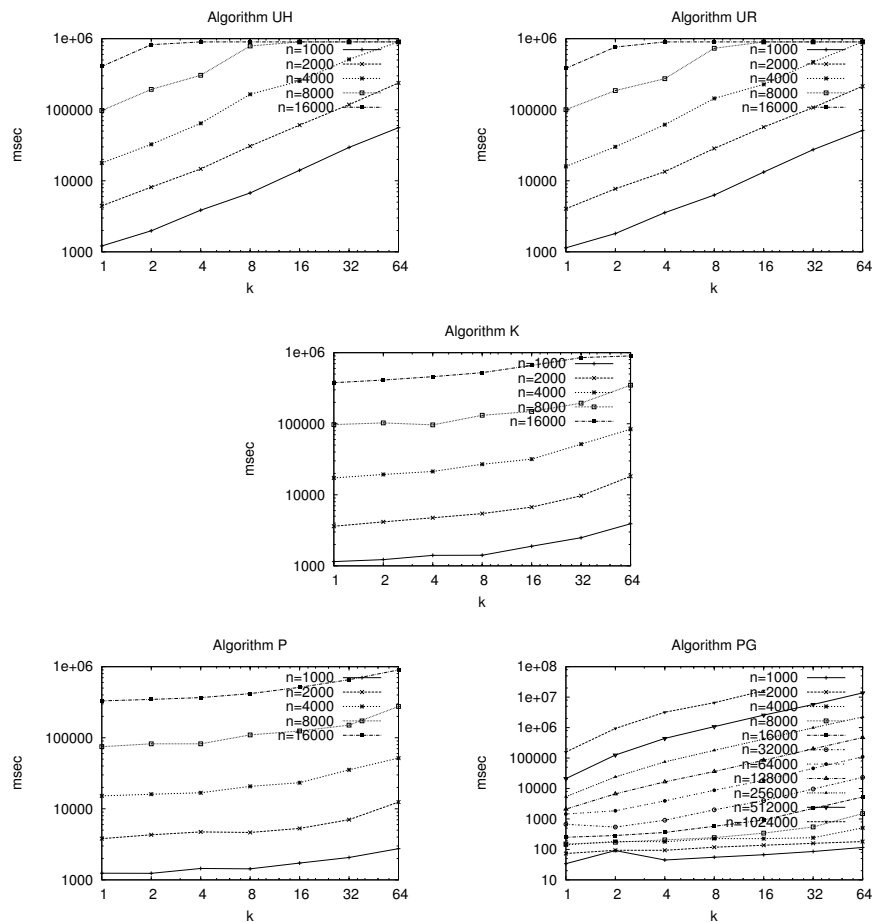 Algorithm UH
1e+06
100000
10000
1000
msec
n=1000
n=2000
n=4000
n=8000
n=16000
1 2 4 8 16 32 64
k
Algorithm UR
1e+06
100000
10000
1000
msec
n=1000
n=2000
n=4000
n=8000
n=16000
1 2 4 8 16 32 64
k
Algorithm K
1e+06
100000
10000
1000
msec
n=1000
n=2000
n=4000
n=8000
n=16000
1 2 4 8 16 32 64
k
Algorithm P
1e+06
100000
10000
1000
msec
n=1000
n=2000
n=4000
n=8000
n=16000
1 2 4 8 16 32 64
k
Algorithm PG
1e+08
1e+07
1e+06
100000
10000
1000
100
10
msec
n=1000
n=2000
n=4000
n=8000
n=16000
n=32000
n=64000
n=128000
n=256000
n=512000
n=1024000
1 2 4 8 16 32 64
k